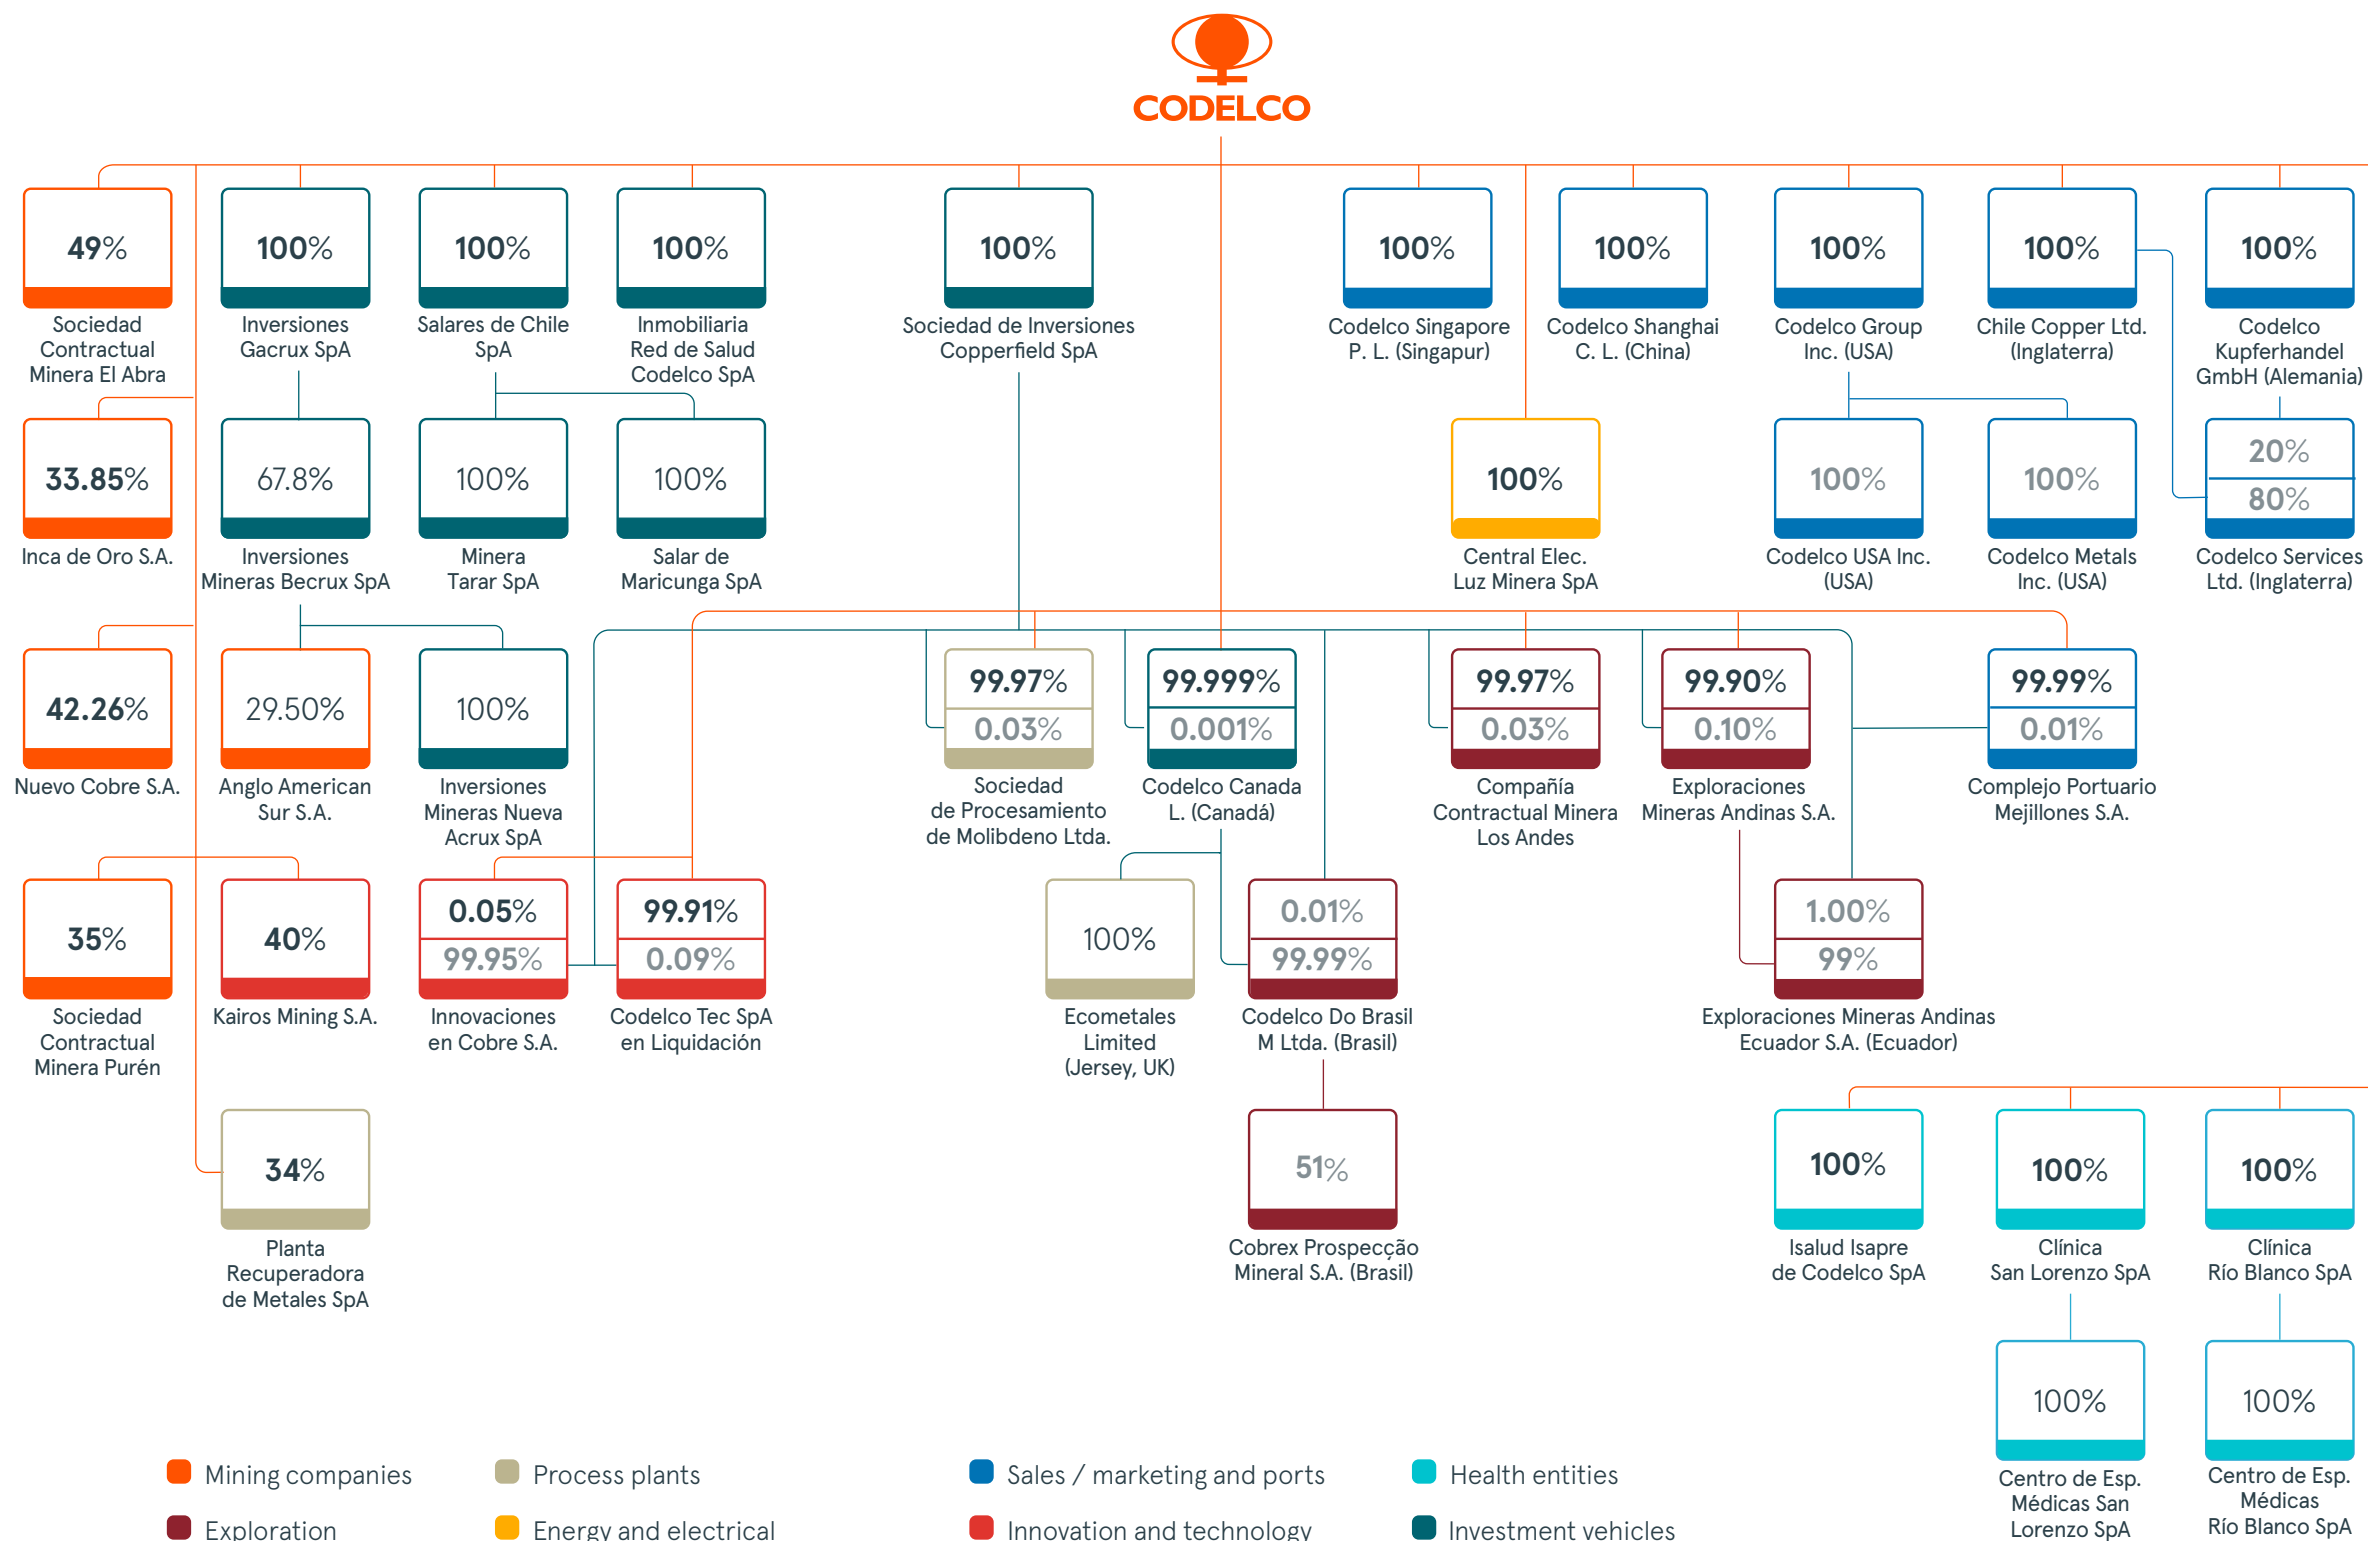 CODELCO
49%
Sociedad
Contractual
Minera El Abra
100%
Inversiones
Gacrux SpA
100%
Salares de Chile
SpA
100%
Inmobiliaria
Red de Salud
Codelco SpA
100%
Sociedad de Inversiones
Copperfield SpA
100%
Codelco Singapore
P. L. (Singapur)
100%
Codelco Shanghai
C. L. (China)
100%
Codelco Group
Inc. (USA)
100%
Chile Copper Ltd.
(Inglaterra)
100%
Codelco
Kupferhandel
GmbH (Alemania)
33.85%
Inca de Oro S.A.
67.8%
Inversiones
Mineras Becrux SpA
100%
Minera
Tarar SpA
100%
Salar de
Maricunga SpA
100%
Central Elec.
Luz Minera SpA
100%
Codelco USA Inc.
(USA)
100%
Codelco Metals
Inc. (USA)
20%
80%
Codelco Services
Ltd. (Inglaterra)
42.26%
Nuevo Cobre S.A.
29.50%
Anglo American
Sur S.A.
100%
Inversiones
Mineras Nueva
Acrux SpA
99.97%
0.03%
Sociedad
de Procesamiento
de Molibdeno Ltda.
99.999%
0.001%
Codelco Canada
L. (Canadá)
99.97%
0.03%
Compañía
Contractual Minera
Los Andes
99.90%
0.10%
Exploraciones
Mineras Andinas S.A.
99.99%
0.01%
Complejo Portuario
Mejillones S.A.
35%
Sociedad
Contractual
Minera Purén
40%
Kairos Mining S.A.
0.05%
99.95%
Innovaciones
en Cobre S.A.
99.91%
0.09%
Codelco Tec SpA
en Liquidación
100%
Ecometales
Limited
(Jersey, UK)
0.01%
99.99%
Codelco Do Brasil
M Ltda. (Brasil)
1.00%
99%
Exploraciones Mineras Andinas
Ecuador S.A. (Ecuador)
34%
Planta
Recuperadora
de Metales SpA
51%
Cobrex Prospecção
Mineral S.A. (Brasil)
100%
Isalud Isapre
de Codelco SpA
100%
Clínica
San Lorenzo SpA
100%
Clínica
Río Blanco SpA
100%
Centro de Esp.
Médicas San
Lorenzo SpA
100%
Centro de Esp.
Médicas
Río Blanco SpA
Mining companies
Process plants
Sales / marketing and ports
Health entities
Exploration
Energy and electrical
Innovation and technology
Investment vehicles